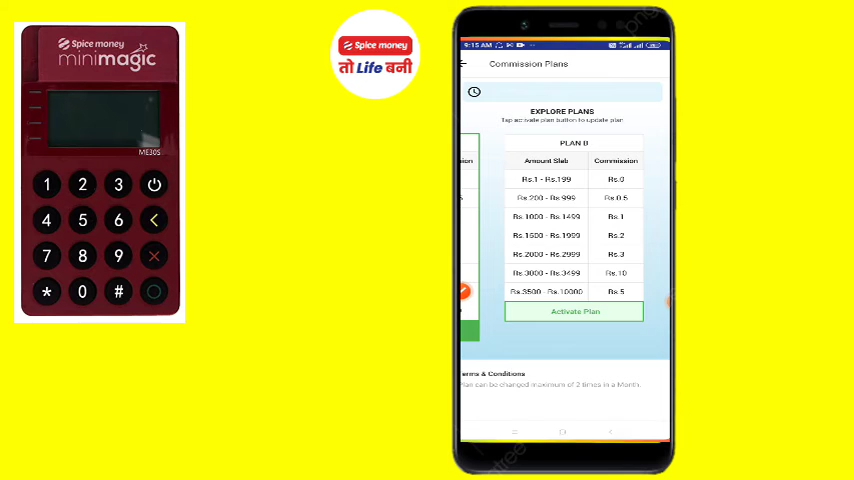 Spice money
minimagic
ME30S
1 2 3
4 5 6
7 8 9
* 0 #
Spice money
तो Life बनी
9:15 AM
Commission Plans
EXPLORE PLANS
Tap activate plan button to update plan
PLAN D
Amount Slab Commission
Rs.1 - Rs.199 Rs.0
Rs.200 - Rs.999 Rs.0.5
Rs.1000 - Rs.1499 Rs.1
Rs.1500 - Rs.1999 Rs.2
Rs.2000 - Rs.2999 Rs.3
Rs.3000 - Rs.3499 Rs.10
Rs.3500 - Rs.10000 Rs.5
Activate Plan
erms & Conditions
Plan can be changed maximum of 2 times in a Month.